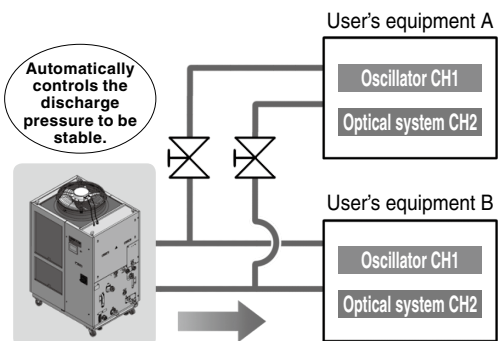 User's equipment A
Automatically
controls the
discharge
pressure to be
stable.
Oscillator CH1
Optical system CH2
User's equipment B
Oscillator CH1
Optical system CH2